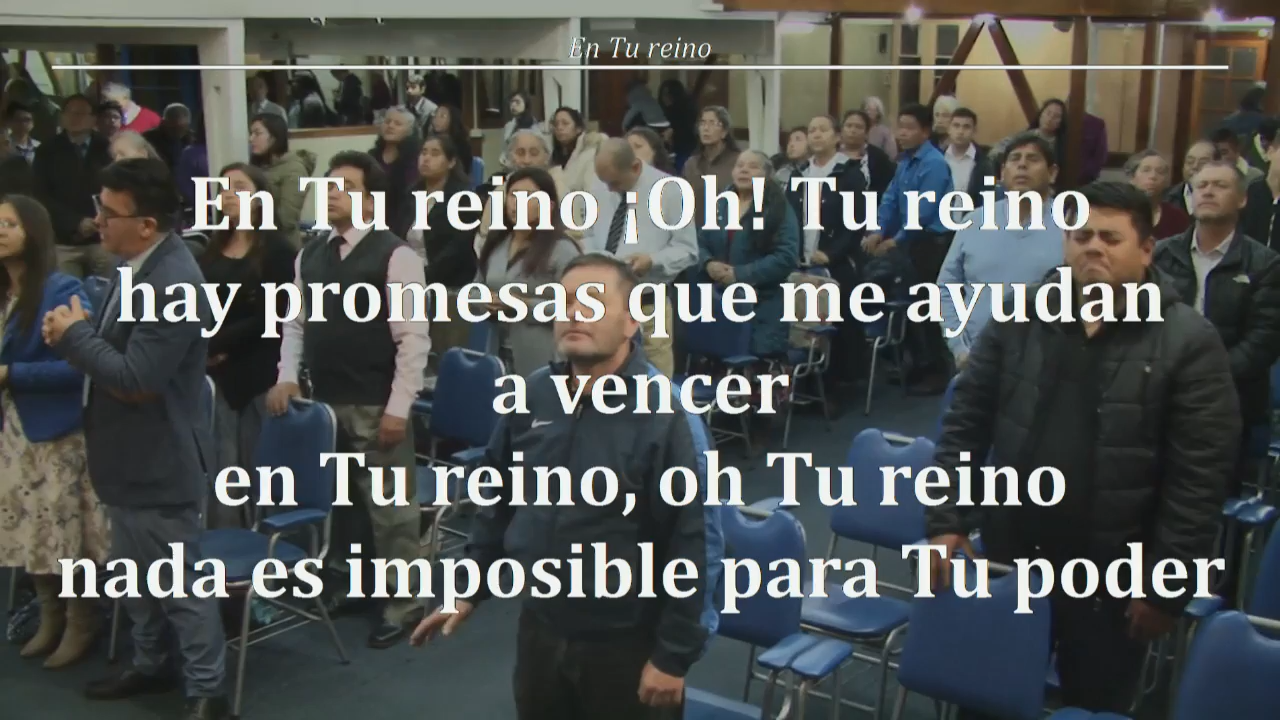 En Tu reino
En Tu reino ¡Oh! Tu reino
hay promesas que me ayudan
a vencer
en Tu reino, oh Tu reino
nada es imposible para Tu poder